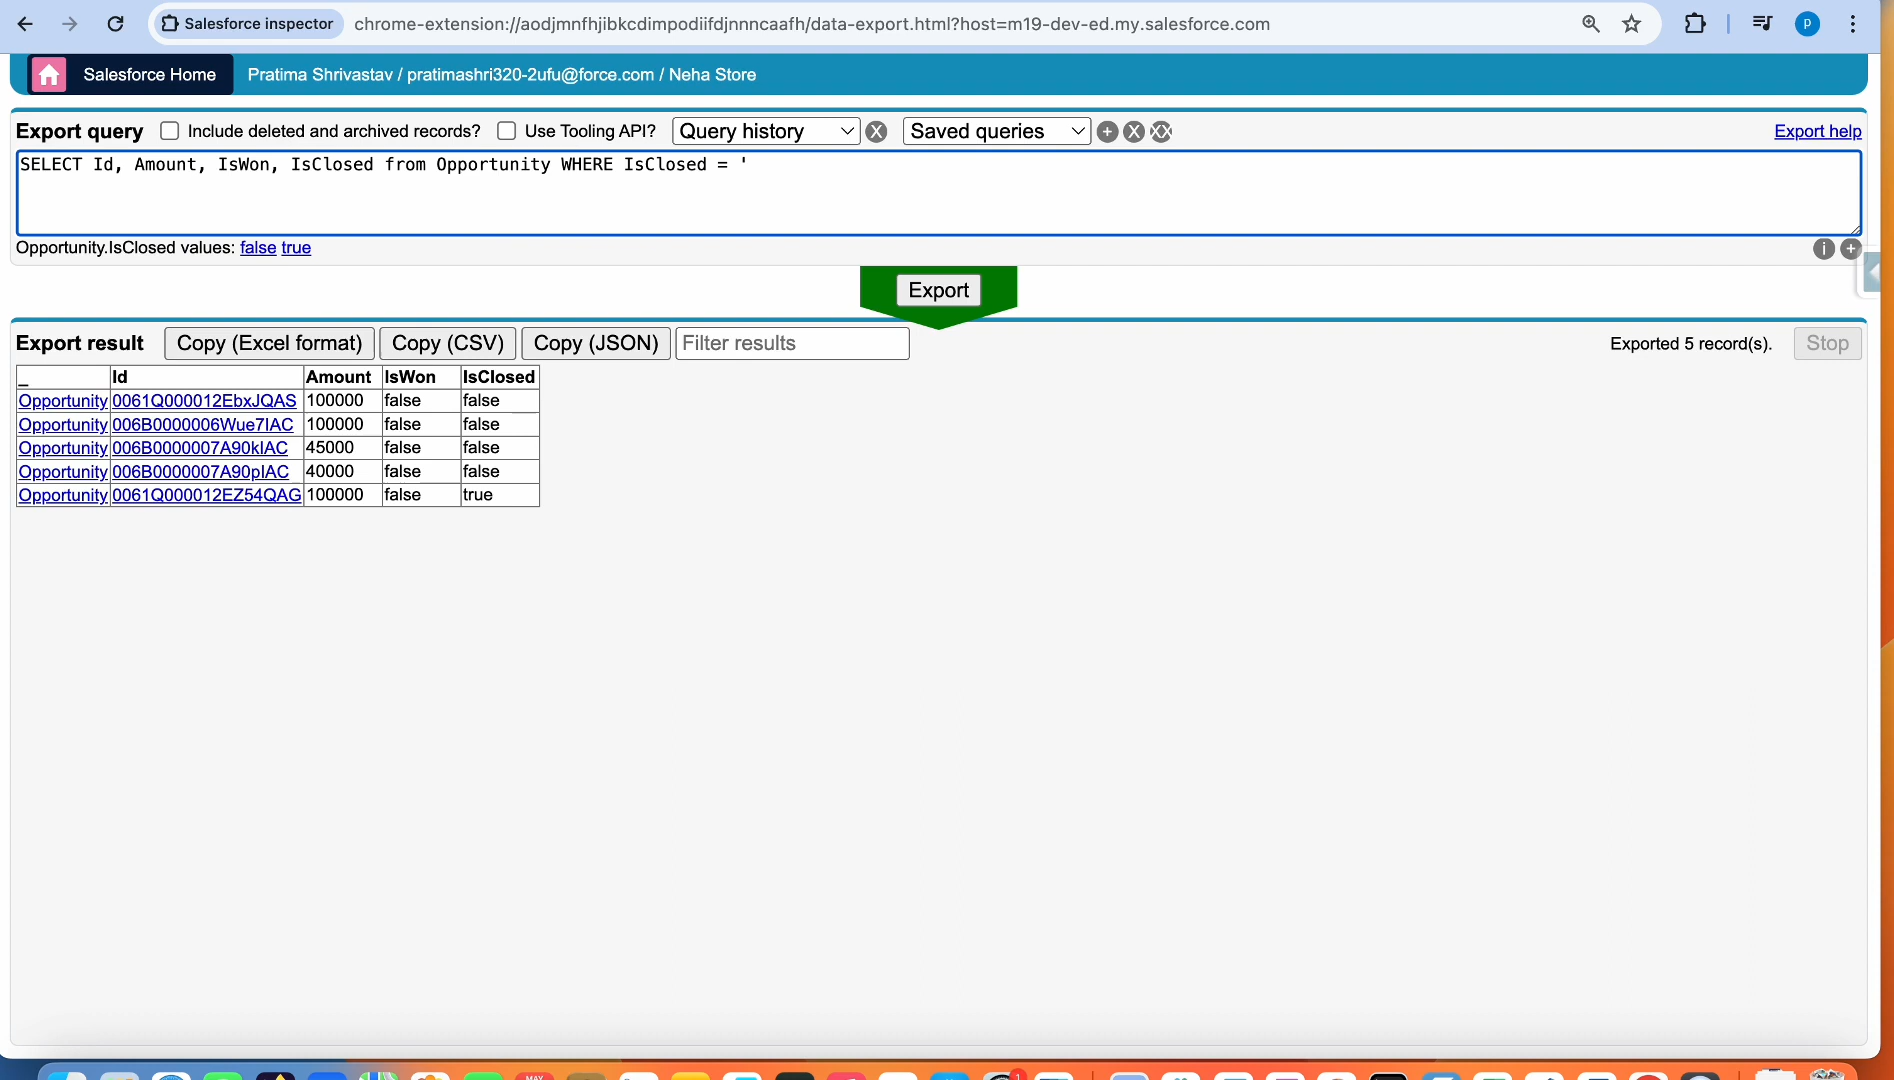 Salesforce inspector chrome-extension://aodjmnfhjibkcdimpodiifdjnnncaafh/data-export.html?host=m19-dev-ed.my.salesforce.com P
Salesforce Home Pratima Shrivastav / pratimashri320-2ufu@force.com / Neha Store
Export query Include deleted and archived records? Use Tooling API? Query history X Saved queries + X XX Export help
SELECT Id, Amount, IsWon, IsClosed from Opportunity WHERE IsClosed = '
Opportunity.IsClosed values: false true i +
Export
Export result Copy (Excel format) Copy (CSV) Copy (JSON) Filter results Exported 5 record(s). Stop
_ Id Amount IsWon IsClosed
Opportunity 0061Q000012EbxJQAS 100000 false false
Opportunity 006B0000006Wue7IAC 100000 false false
Opportunity 006B0000007A90kIAC 45000 false false
Opportunity 006B0000007A90pIAC 40000 false false
Opportunity 0061Q000012EZ54QAG 100000 false true
MAY 1